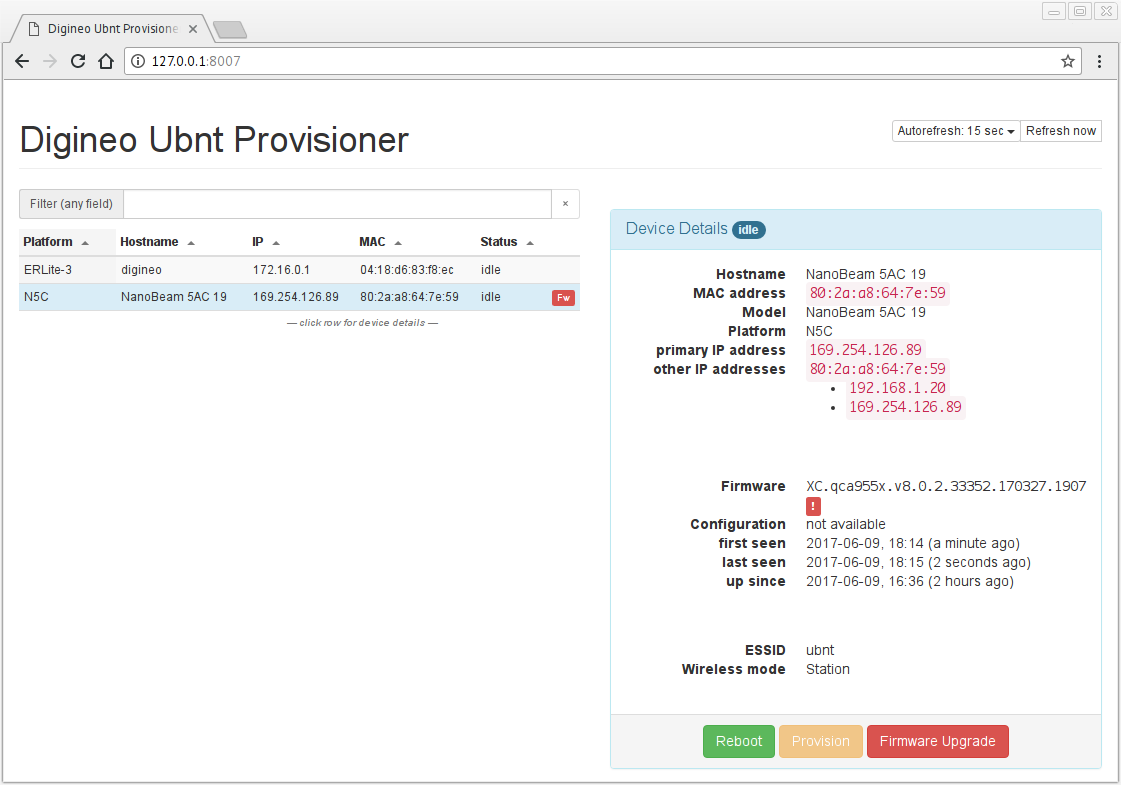 Digineo Ubnt Provisione
127.0.0.1:8007
Digineo Ubnt Provisioner
Autorefresh: 15 sec Refresh now
Filter (any field) ×
Platform Hostname IP MAC Status
ERLite-3 digineo 172.16.0.1 04:18:d6:83:f8:ec idle
N5C NanoBeam 5AC 19 169.254.126.89 80:2a:a8:64:7e:59 idle Fw
— click row for device details —
Device Details idle
Hostname NanoBeam 5AC 19
MAC address 80:2a:a8:64:7e:59
Model NanoBeam 5AC 19
Platform N5C
primary IP address 169.254.126.89
other IP addresses 80:2a:a8:64:7e:59
• 192.168.1.20
• 169.254.126.89
Firmware XC.qca955x.v8.0.2.33352.170327.1907
!
Configuration not available
first seen 2017-06-09, 18:14 (a minute ago)
last seen 2017-06-09, 18:15 (2 seconds ago)
up since 2017-06-09, 16:36 (2 hours ago)
ESSID ubnt
Wireless mode Station
Reboot Provision Firmware Upgrade